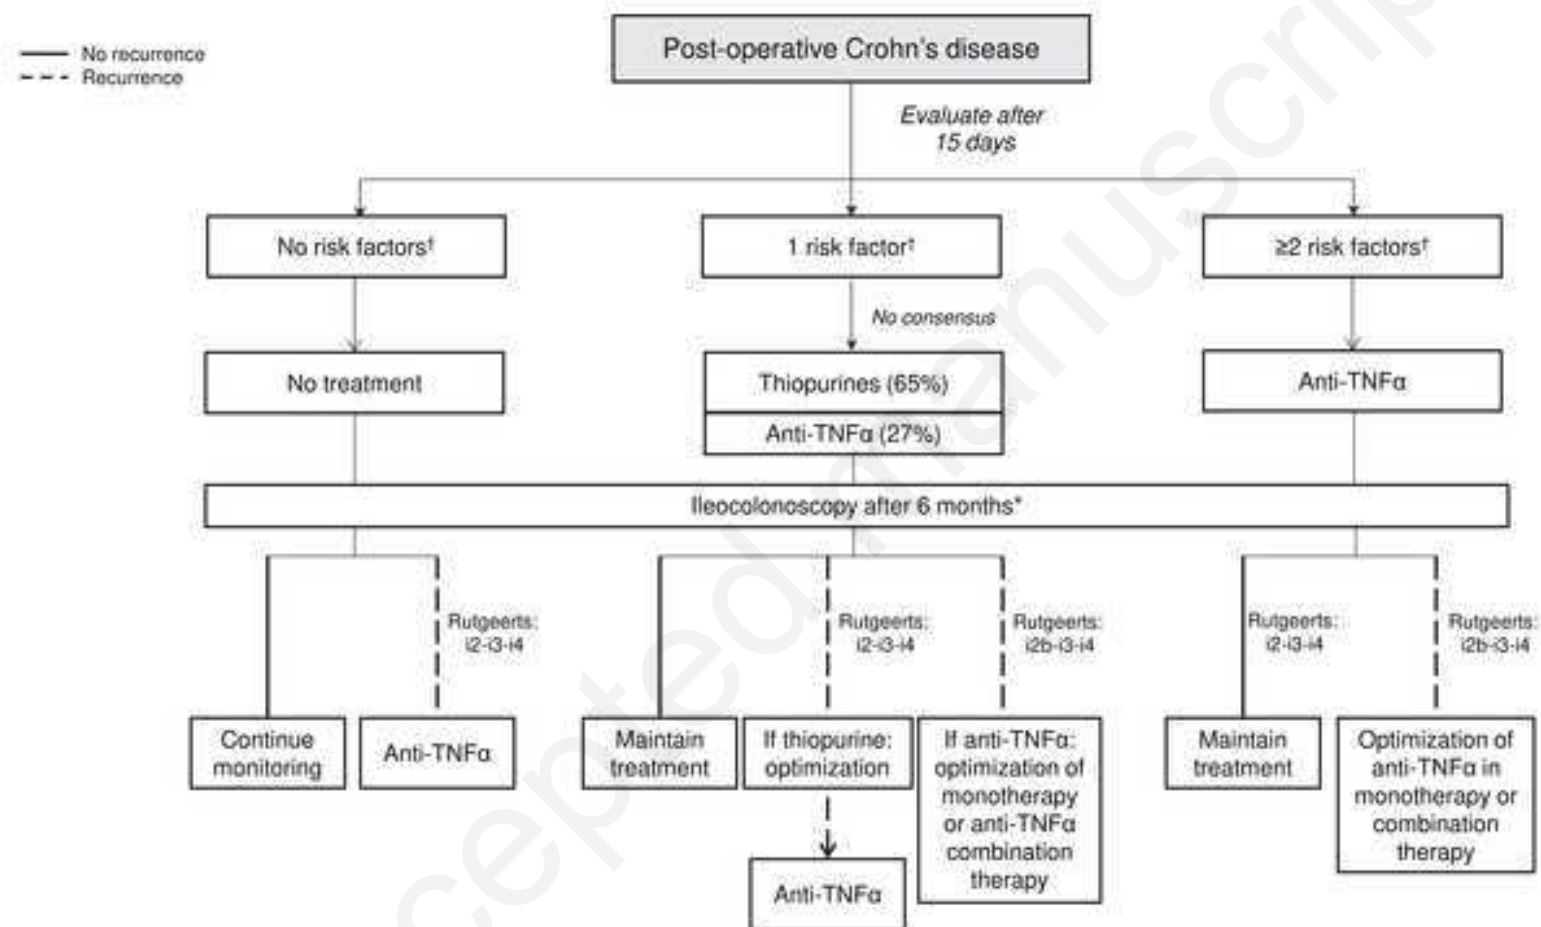 No recurrence
Recurrence
Post-operative Crohn's disease
Evaluate after
15 days
No risk factors†
1 risk factor†
≥2 risk factors†
No consensus
No treatment
Thiopurines (65%)
Anti-TNFα (27%)
Anti-TNFα
Ileocolonoscopy after 6 months*
Rutgeerts:
i2-i3-i4
Rutgeerts:
i2-i3-i4
Rutgeerts:
i2b-i3-i4
Rutgeerts:
i2-i3-i4
Rutgeerts:
i2b-i3-i4
Continue
monitoring
Anti-TNFα
Maintain
treatment
If thiopurine:
optimization
Anti-TNFα
If anti-TNFα:
optimization of
monotherapy
or anti-TNFα
combination
therapy
Maintain
treatment
Optimization of
anti-TNFα in
monotherapy or
combination
therapy
cepted manuscrip